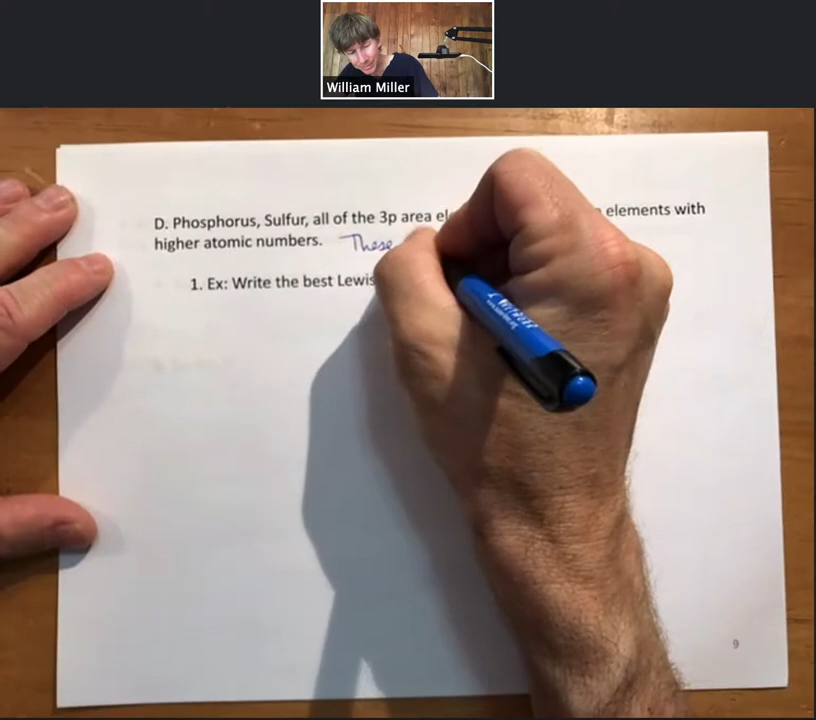 William Miller
D. Phosphorus, Sulfur, all of the 3p area elements with
higher atomic numbers. These
1. Ex: Write the best Lewis
9